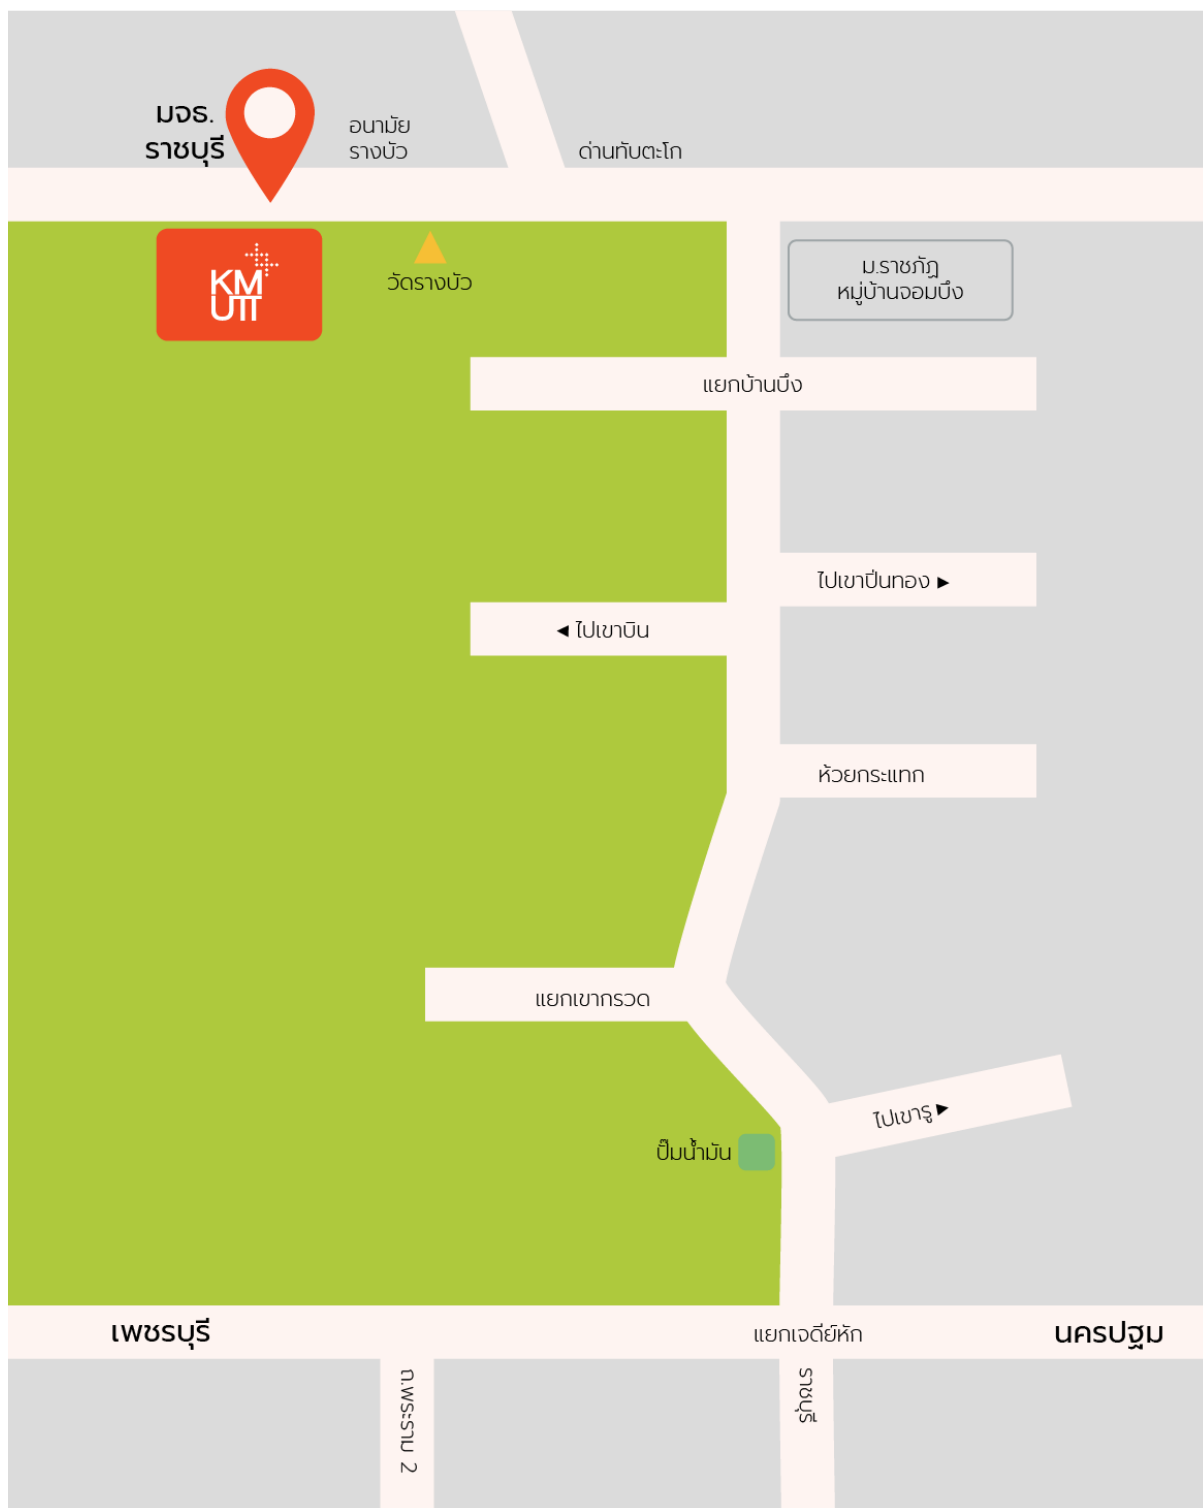 มจธ.
ราชบุรี
อนามัย
รางบัว
ด่านทับตะโก
KM
UTT
วัดรางบัว
ม.ราชภัฏ
หมู่บ้านจอมบึง
แยกบ้านบึง
ไปเขาปิ่นทอง ►
◄ ไปเขาบิน
ห้วยกระแทก
แยกเขากรวด
ไปเขารู ►
ปั๊มน้ำมัน
เพชรบุรี
แยกเจดีย์หัก
นครปฐม
ถ.พระราม 2
ราชบุรี